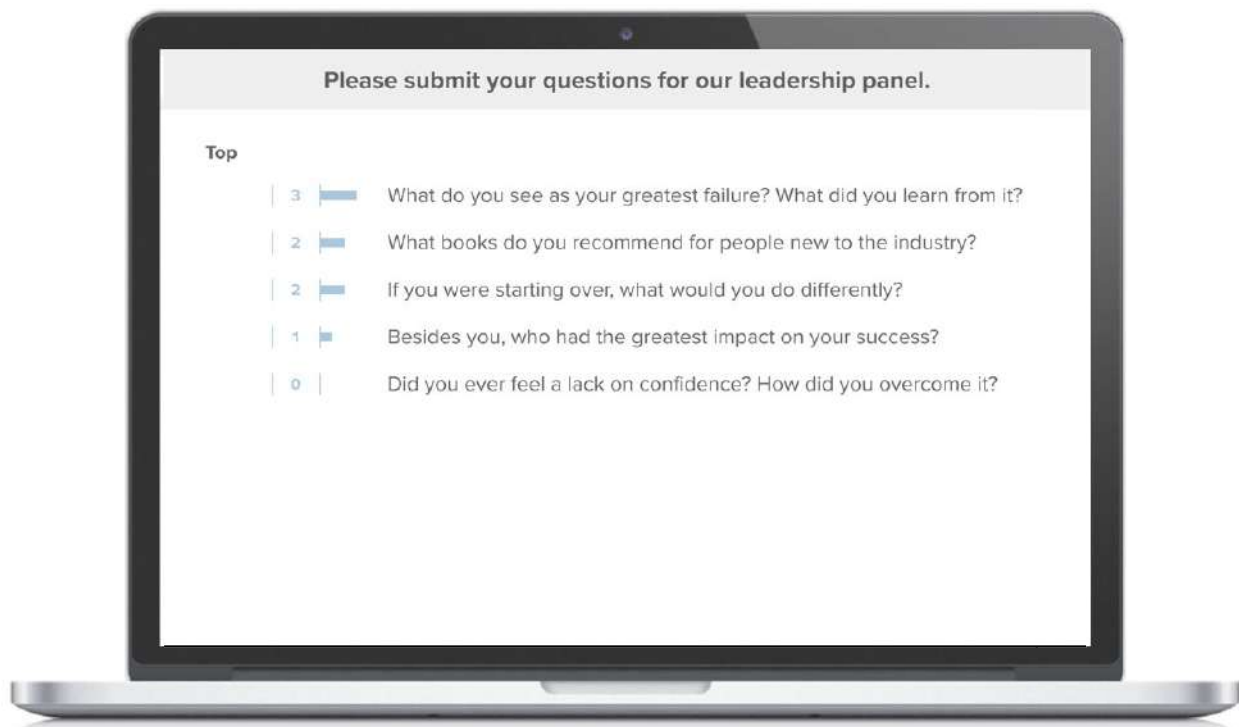 Please submit your questions for our leadership panel.
Top
3 What do you see as your greatest failure? What did you learn from it?
2 What books do you recommend for people new to the industry?
2 If you were starting over, what would you do differently?
1 Besides you, who had the greatest impact on your success?
0 Did you ever feel a lack on confidence? How did you overcome it?